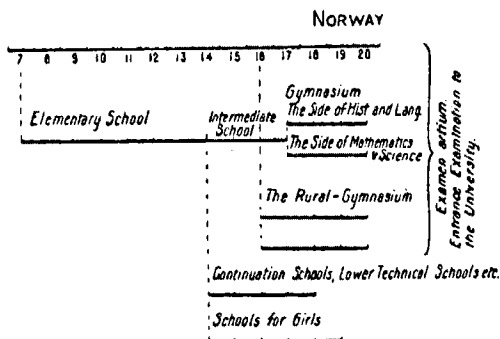 NORWAY
7 8 9 10 11 12 13 14 15 16 17 18 19 20
Gymnasium
The Side of Hist and Lang.
Elementary School
Intermediate
School
The Side of Mathematics
& Science
The Rural-Gymnasium
Examen artium.
Entrance Examination to
the University.
Continuation Schools, Lower Technical Schools etc.
Schools for Girls